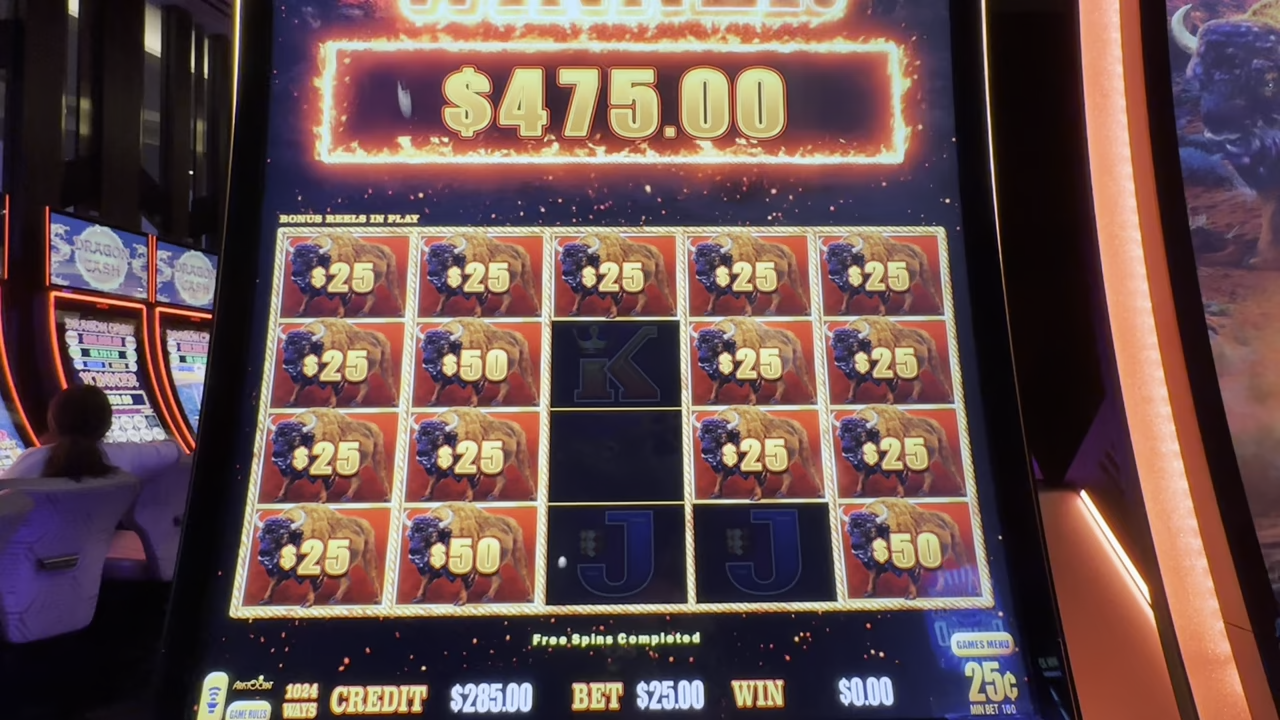 WINNER!
$475.00
BONUS REELS IN PLAY
$25 $25 $25 $25 $25
$25 $50 K $25 $25
$25 $25 $25 $25
$25 $50 J J $50
Free Spins Completed
GAMES MENU
ARISTOCRAT
GAME RULES
1024 WAYS
CREDIT $285.00 BET $25.00 WIN $0.00
25¢
MIN BET 100
DRAGON CASH
DRAGON CASH